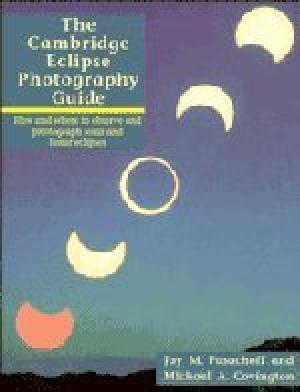 The
Cambridge
Eclipse
Photography
Guide
How and where to observe and
photograph solar and
lunar eclipses
Jay M. Pasachoff and
Michael A. Covington